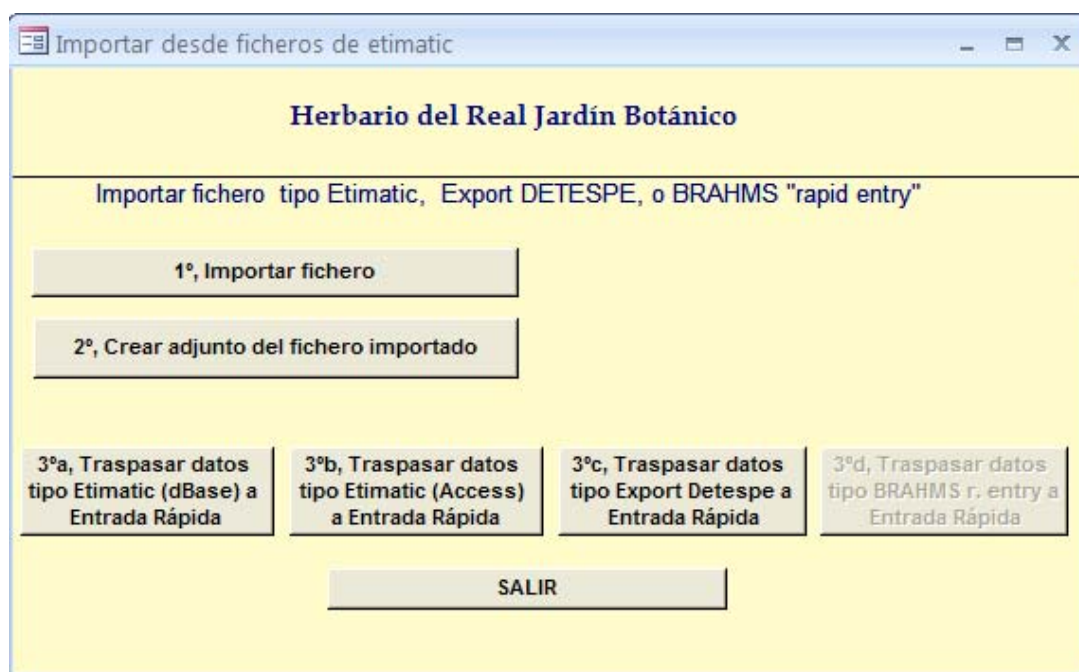 Importar desde ficheros de etimatic
Herbario del Real Jardín Botánico
Importar fichero tipo Etimatic, Export DETESPE, o BRAHMS "rapid entry"
1º, Importar fichero
2º, Crear adjunto del fichero importado
3ºa, Traspasar datos
tipo Etimatic (dBase) a
Entrada Rápida
3ºb, Traspasar datos
tipo Etimatic (Access)
a Entrada Rápida
3ºc, Traspasar datos
tipo Export Detespe a
Entrada Rápida
3ºd, Traspasar datos
tipo BRAHMS r. entry a
Entrada Rápida
SALIR